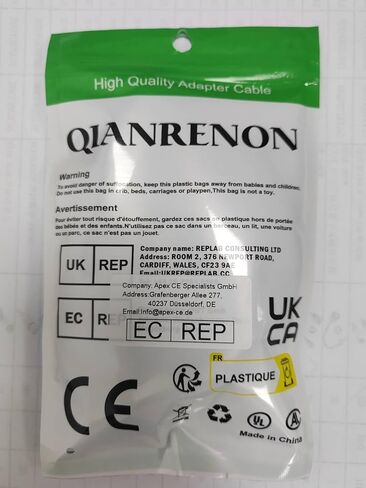 High Quality Adapter Cable
QIANRENON
Warning
To avoid danger of suffocation, keep this plastic bags away from babies and children.
Do not use this bag in crib, beds, carriages or playpen,This bag is not a toy.
Avertissement
Pour éviter tout risque d'étouffement, gardez ces sacs en plastique hors de portée
des bébés et des enfants.N'utilisez pas ce sac dans un berceau, un lit, une voiture
ou un parc, ce sac n'est pas un jouet.
UK REP
Company name: REPLAB CONSULTING LTD
Address: ROOM 2, 376 NEWPORT ROAD,
CARDIFF, WALES, CF23 9AE
Email:UKREP@REPLAB.CC
EC REP
Company: Apex CE Specialists GmbH
Address:Grafenberger Allee 277,
40237 Düsseldorf, DE
Email:Info@apex-ce.de
EC REP
UK
CA
CE
FR
PLASTIQUE
UL
Made in China